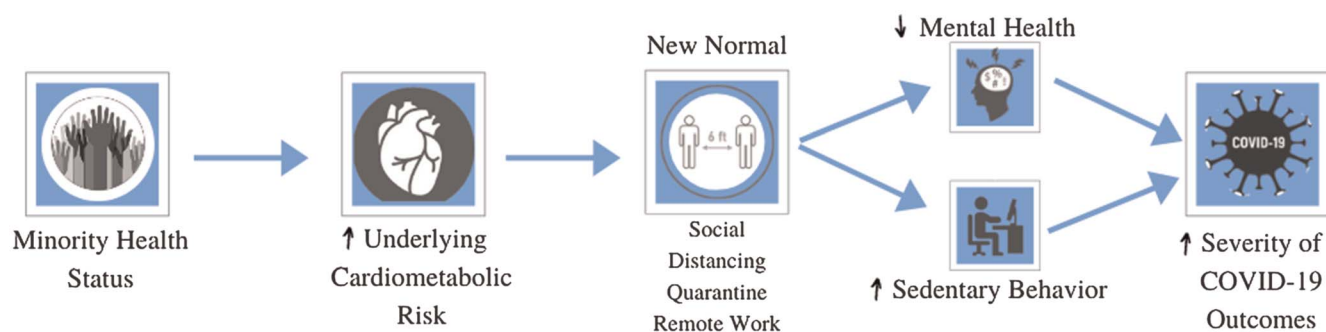 Minority Health
Status
↑ Underlying
Cardiometabolic
Risk
New Normal
6 ft
Social
Distancing
Quarantine
Remote Work
↓ Mental Health
$%
#!
↑ Sedentary Behavior
COVID-19
↑ Severity of
COVID-19
Outcomes